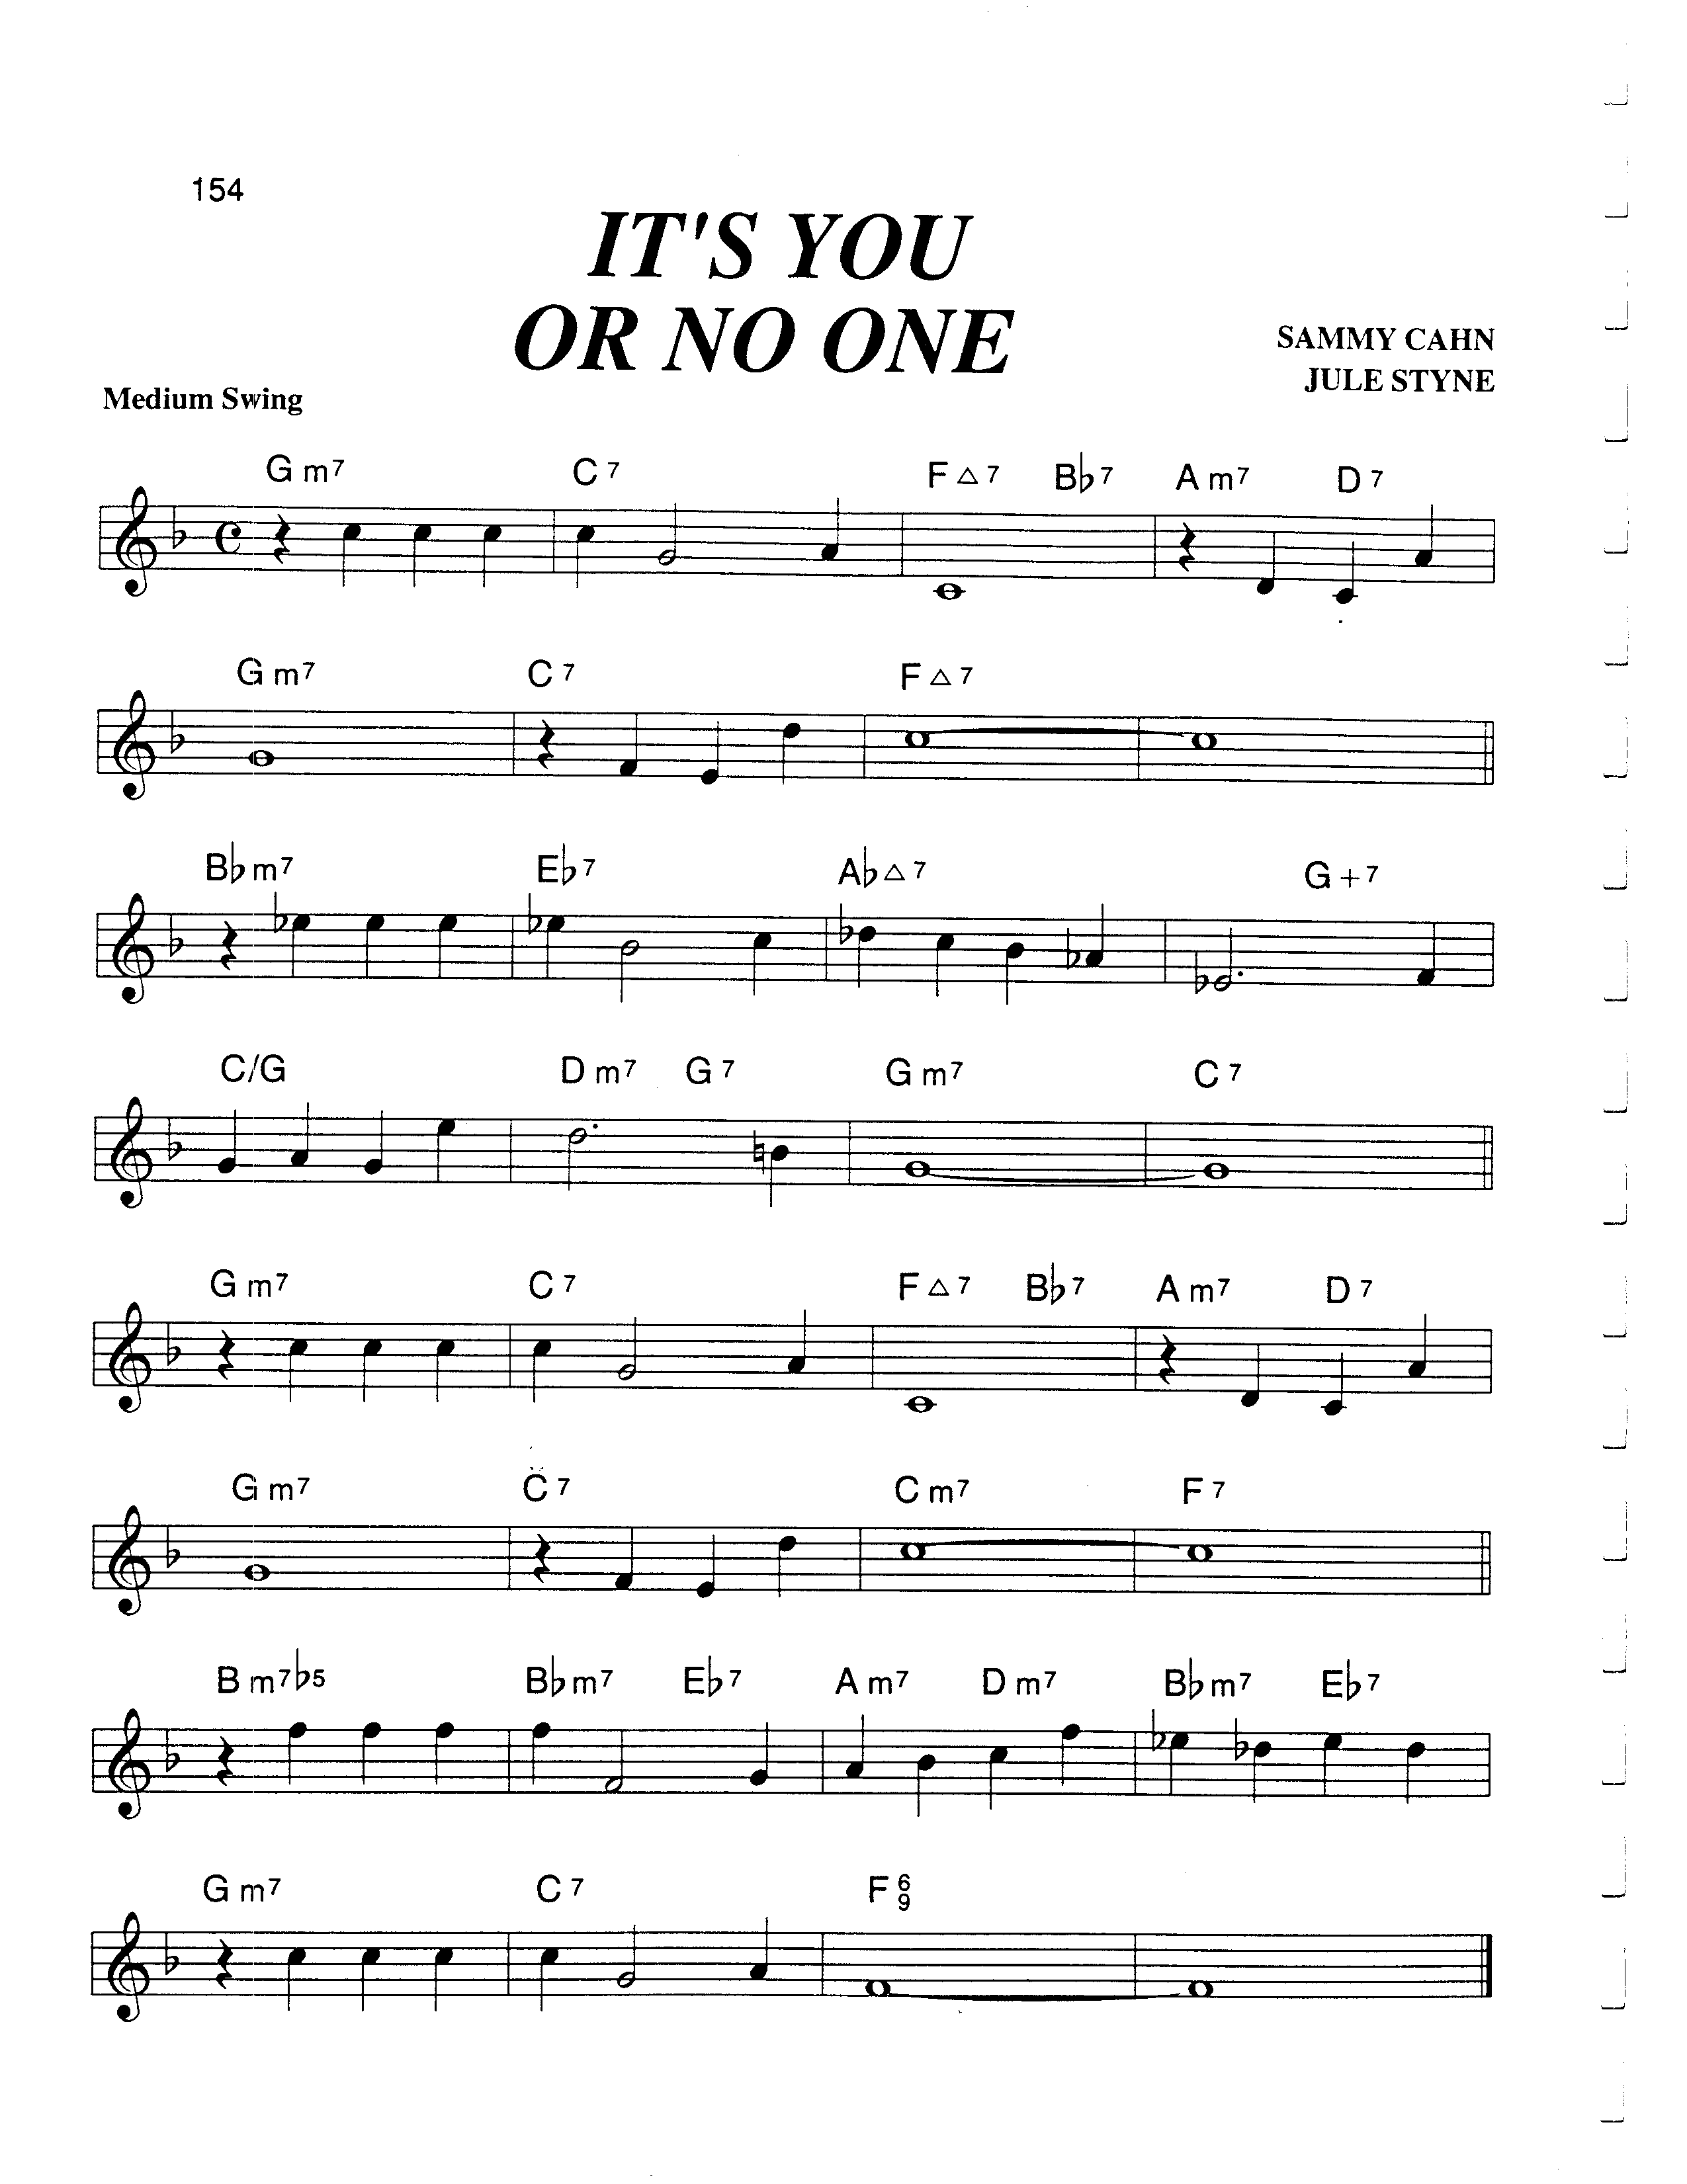 154
IT'S YOU
OR NO ONE
SAMMY CAHN
JULE STYNE
Medium Swing
G m7 C 7 F △ 7 B♭7 A m7 D 7
G m7 C 7 F △ 7
B♭m7 E♭7 A♭△7 G+7
C/G D m7 G 7 G m7 C 7
G m7 C 7 F △ 7 B♭7 A m7 D 7
G m7 C 7 C m7 F 7
B m7♭5 B♭m7 E♭7 A m7 D m7 B♭m7 E♭7
G m7 C 7 F 6 9